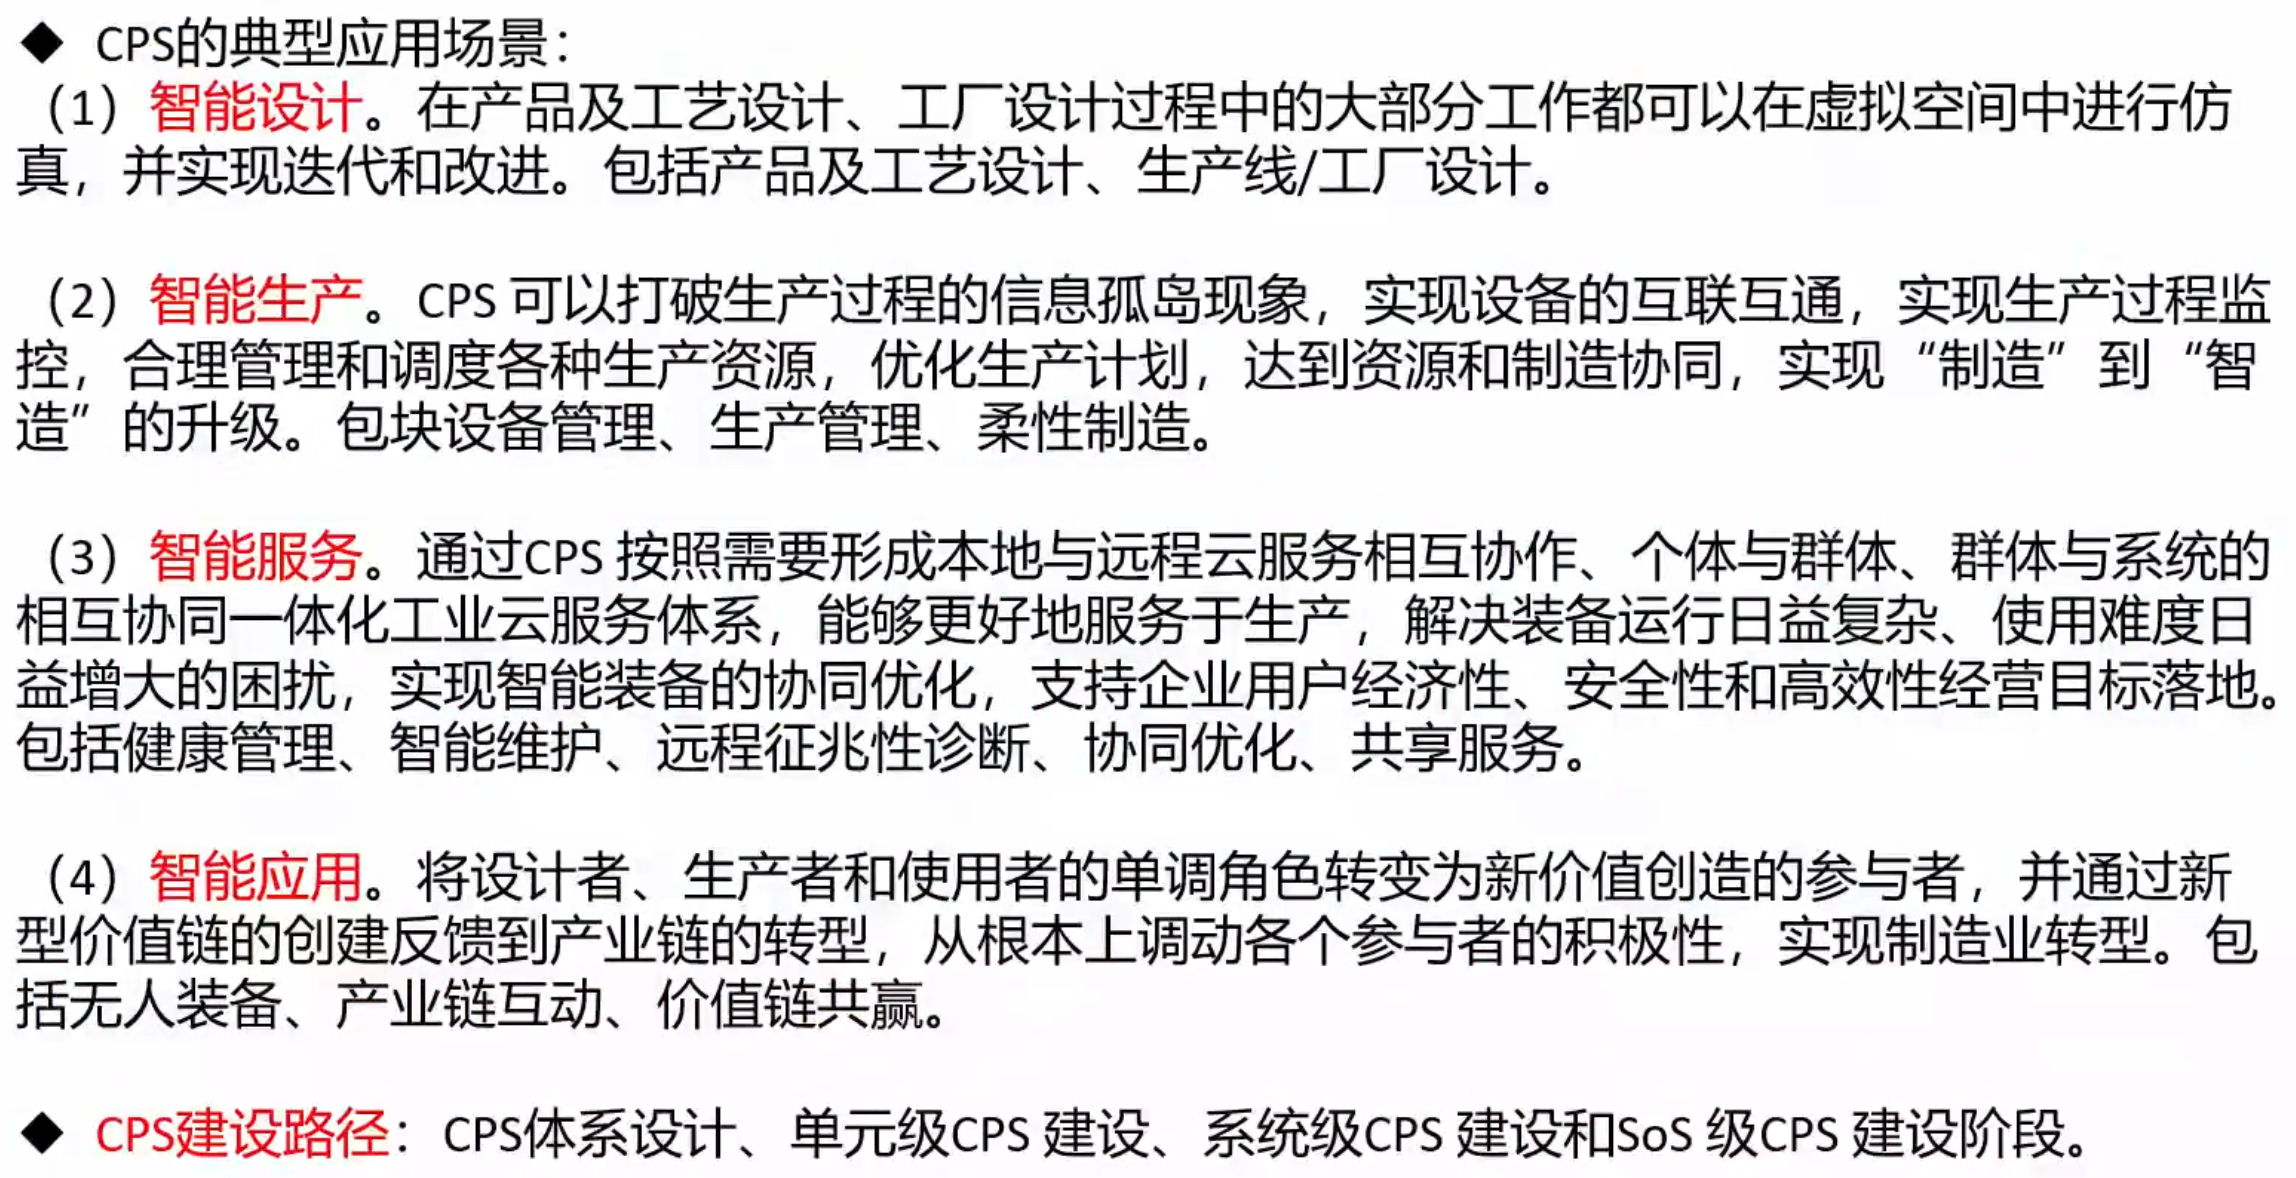 ◆ CPS的典型应用场景：
（1）智能设计。在产品及工艺设计、工厂设计过程中的大部分工作都可以在虚拟空间中进行仿
真，并实现迭代和改进。包括产品及工艺设计、生产线/工厂设计。
（2）智能生产。CPS 可以打破生产过程的信息孤岛现象，实现设备的互联互通，实现生产过程监
控，合理管理和调度各种生产资源，优化生产计划，达到资源和制造协同，实现“制造”到“智
造”的升级。包块设备管理、生产管理、柔性制造。
（3）智能服务。通过CPS 按照需要形成本地与远程云服务相互协作、个体与群体、群体与系统的
相互协同一体化工业云服务体系，能够更好地服务于生产，解决装备运行日益复杂、使用难度日
益增大的困扰，实现智能装备的协同优化，支持企业用户经济性、安全性和高效性经营目标落地。
包括健康管理、智能维护、远程征兆性诊断、协同优化、共享服务。
（4）智能应用。将设计者、生产者和使用者的单调角色转变为新价值创造的参与者，并通过新
型价值链的创建反馈到产业链的转型，从根本上调动各个参与者的积极性，实现制造业转型。包
括无人装备、产业链互动、价值链共赢。
◆ CPS建设路径：CPS体系设计、单元级CPS 建设、系统级CPS 建设和SoS 级CPS 建设阶段。